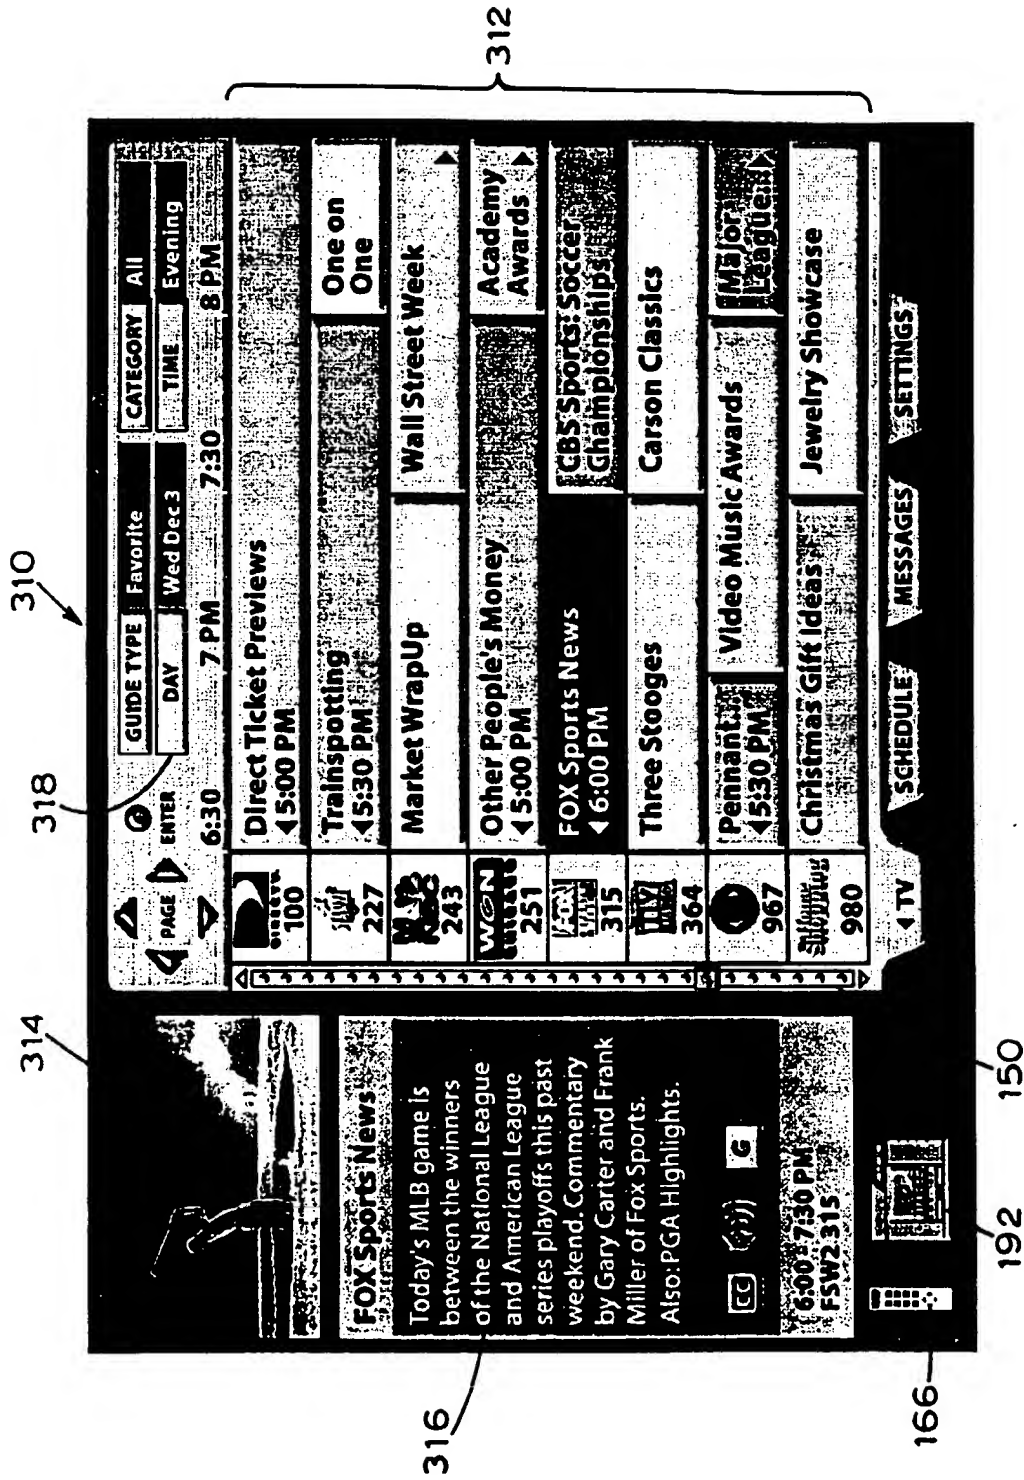 310
314
318
312
PAGE
ENTER
GUIDE TYPE Favorite
DAY Wed Dec 3
CATEGORY All
TIME Evening
6:30 7 PM 7:30 8 PM
100
Direct Ticket Previews
◀5:00 PM
227
Trainspotting
◀5:30 PM
One on
One
243
Market WrapUp
Wall Street Week
WGN
251
Other People's Money
◀5:00 PM
Academy
Awards
FOX
315
FOX Sports News
◀6:00 PM
CBS Sports: Soccer
Championships
364
Three Stooges
Carson Classics
967
Pennant...
◀5:30 PM
Video Music Awards
Major
League...
980
Christmas Gift Ideas
Jewelry Showcase
◀TV SCHEDULE MESSAGES SETTINGS
FOX Sports News
Today's MLB game is
between the winners
of the National League
and American League
series playoffs this past
weekend. Commentary
by Gary Carter and Frank
Miller of Fox Sports.
Also: PGA Highlights.
CC G
6:00 - 7:30 PM
FSW2 315
316
166
192
150